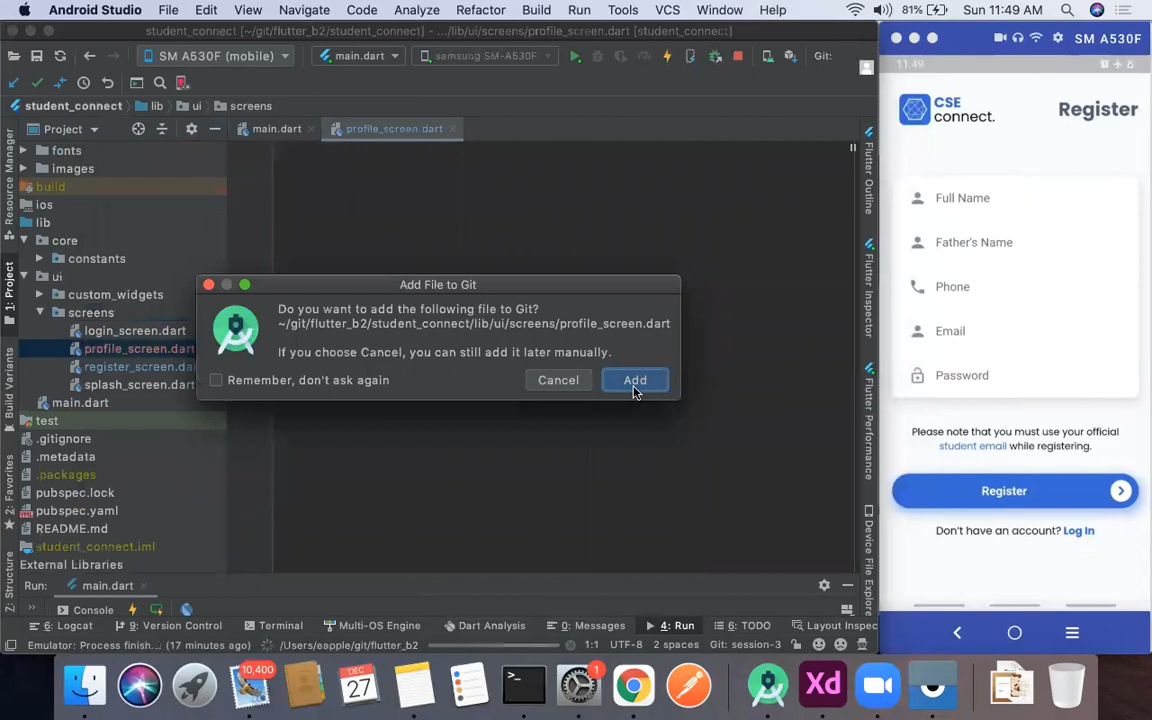 Android Studio File Edit View Navigate Code Analyze Refactor Build Run Tools VCS Window Help 81% Sun 11:49 AM
student_connect [~/git/flutter_b2/student_connect] - .../lib/ui/screens/profile_screen.dart [student_connect]
SM A530F (mobile) main.dart samsung SM-A530F Git:
SM A530F
11:49
student_connect lib ui screens
Project main.dart profile_screen.dart
fonts
images
build
ios
lib
core
constants
ui
custom_widgets
screens
login_screen.dart
profile_screen.dart
register_screen.da
splash_screen.dart
main.dart
test
.gitignore
.metadata
.packages
pubspec.lock
pubspec.yaml
README.md
student_connect.iml
External Libraries
Resource Manager
1: Project
Build Variants
2: Favorites
Z: Structure
Add File to Git
Do you want to add the following file to Git?
~/git/flutter_b2/student_connect/lib/ui/screens/profile_screen.dart
If you choose Cancel, you can still add it later manually.
Remember, don't ask again
Cancel Add
Flutter Outline
Flutter Inspector
Flutter Performance
Device File Explorer
CSE
connect.
Register
Full Name
Father's Name
Phone
Email
Password
Please note that you must use your official
student email while registering.
Register
Don't have an account? Log In
Run: main.dart
Console
6: Logcat 9: Version Control Terminal Multi-OS Engine Dart Analysis 0: Messages 4: Run 6: TODO Layout Inspec
Emulator: Process finish... (17 minutes ago) /Users/eapple/git/flutter_b2 1:1 UTF-8 2 spaces Git: session-3
10,400
DEC
27
>_
1
Xd